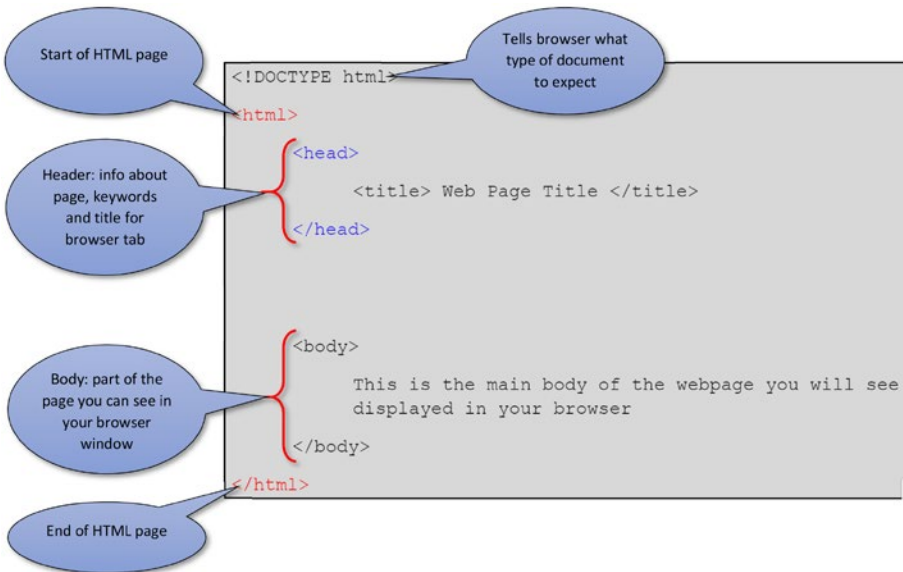 Start of HTML page
Tells browser what
type of document
to expect
<!DOCTYPE html>
<html>
<head>
Header: info about
page, keywords
and title for
browser tab
<title> Web Page Title </title>
</head>
<body>
Body: part of the
page you can see in
your browser
window
This is the main body of the webpage you will see
displayed in your browser
</body>
</html>
End of HTML page